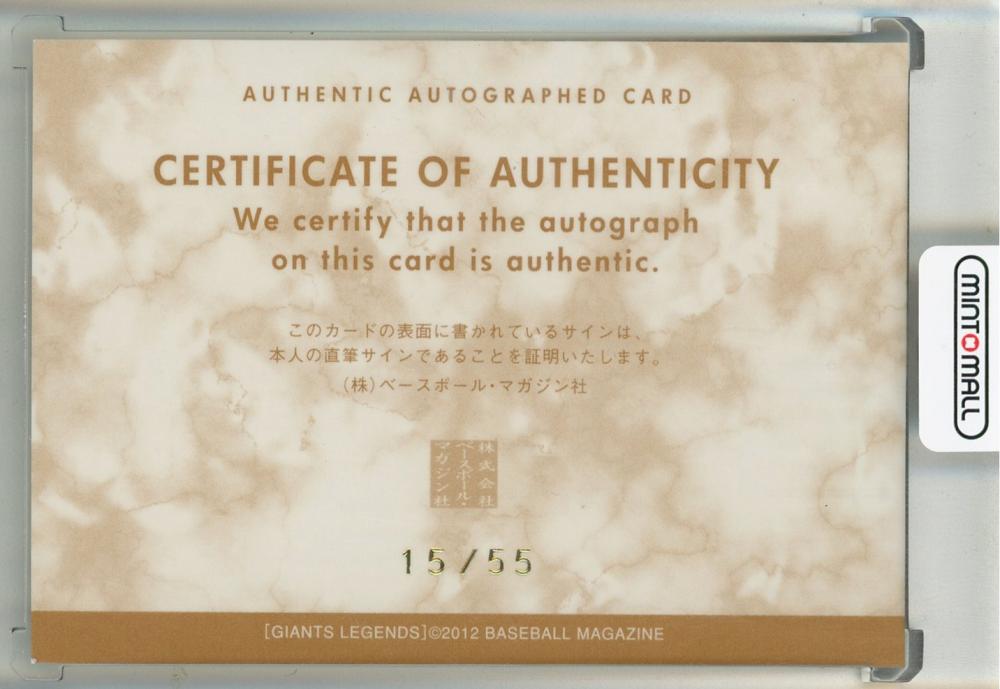 AUTHENTIC AUTOGRAPHED CARD
CERTIFICATE OF AUTHENTICITY
We certify that the autograph
on this card is authentic.
このカードの表面に書かれているサインは、
本人の直筆サインであることを証明いたします。
(株)ベースボール・マガジン社
株式会社
ベースボール・
マガジン社
15/55
[GIANTS LEGENDS]©2012 BASEBALL MAGAZINE
MINT MALL